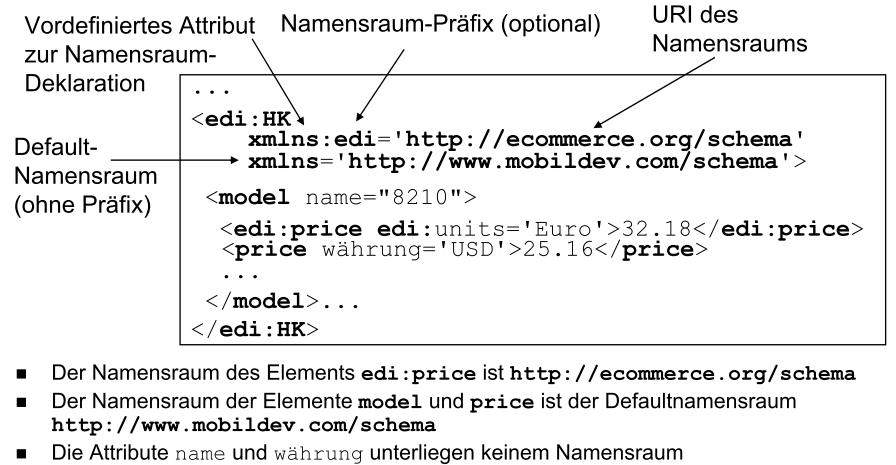 Vordefiniertes Attribut
zur Namensraum-
Deklaration
Namensraum-Präfix (optional)
URI des
Namensraums
Default-
Namensraum
(ohne Präfix)
...
<edi:HK
xmlns:edi='http://ecommerce.org/schema'
xmlns='http://www.mobildev.com/schema'>
<model name="8210">
<edi:price edi:units='Euro'>32.18</edi:price>
<price währung='USD'>25.16</price>
...
</model>...
</edi:HK>
■ Der Namensraum des Elements edi:price ist http://ecommerce.org/schema
■ Der Namensraum der Elemente model und price ist der Defaultnamensraum
http://www.mobildev.com/schema
■ Die Attribute name und währung unterliegen keinem Namensraum